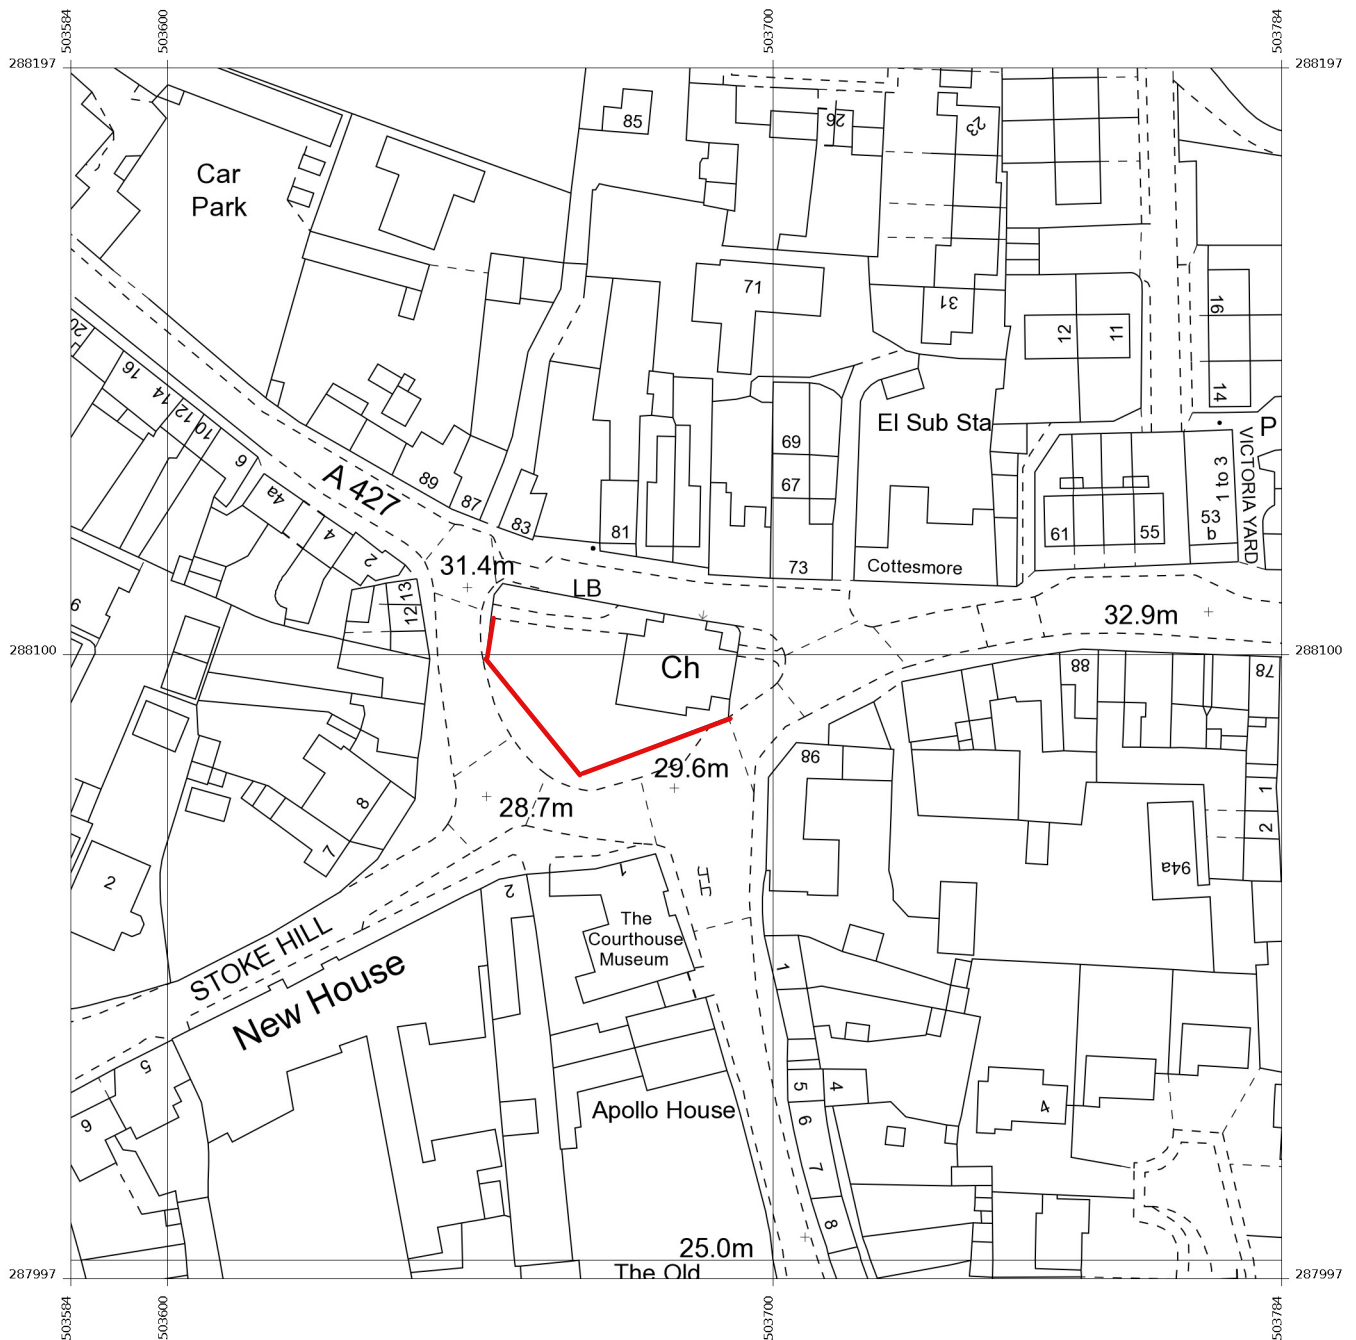 503584
503600
503700
503784
288197
288197
85
26
23
Car
Park
71
31
16
12
11
14
20
16
14
12
10
6
4a
4
2
A 427
89
87
83
81
69
67
73
El Sub Sta
P
VICTORIA YARD
1 to 3
53
b
61
55
Cottesmore
31.4m
LB
32.9m
13
12
9
288100
288100
Ch
88
78
29.6m
28.7m
98
8
7
1
2
94a
2
2
1
The
Courthouse
Museum
STOKE HILL
New House
1
5
5
4
4
6
6
Apollo House
7
8
25.0m
The Old
287997
287997
503584
503600
503700
503784